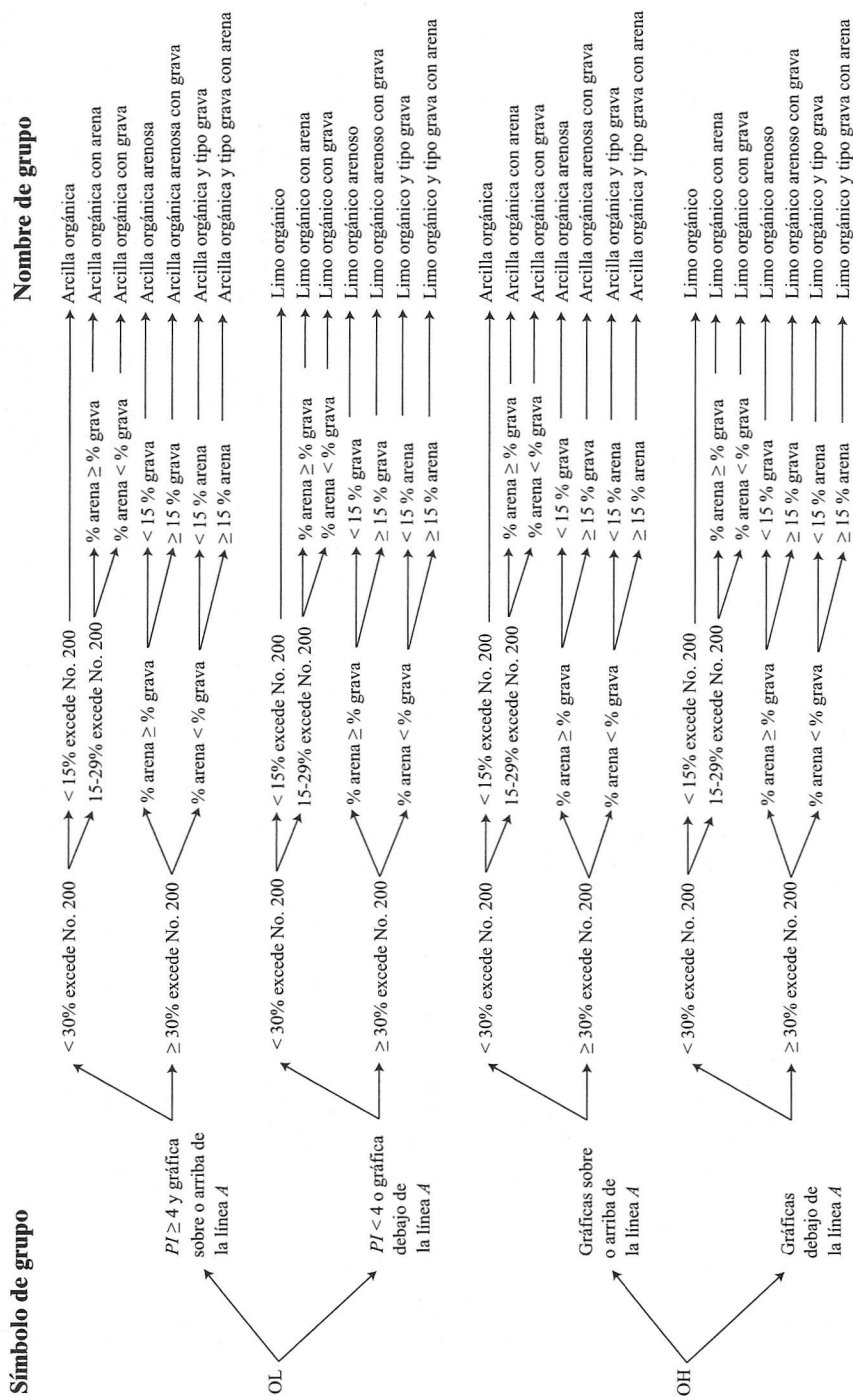 Símbolo de grupo
Nombre de grupo
OL
PI ≥ 4 y gráfica
sobre o arriba de
la línea A
< 30% excede No. 200
< 15% excede No. 200
Arcilla orgánica
15-29% excede No. 200
% arena ≥ % grava
Arcilla orgánica con arena
% arena < % grava
Arcilla orgánica con grava
≥ 30% excede No. 200
% arena ≥ % grava
< 15 % grava
Arcilla orgánica arenosa
≥ 15 % grava
Arcilla orgánica arenosa con grava
% arena < % grava
< 15 % arena
Arcilla orgánica y tipo grava
≥ 15 % arena
Arcilla orgánica y tipo grava con arena
PI < 4 o gráfica
debajo de
la línea A
< 30% excede No. 200
< 15% excede No. 200
Limo orgánico
15-29% excede No. 200
% arena ≥ % grava
Limo orgánico con arena
% arena < % grava
Limo orgánico con grava
≥ 30% excede No. 200
% arena ≥ % grava
< 15 % grava
Limo orgánico arenoso
≥ 15 % grava
Limo orgánico arenoso con grava
% arena < % grava
< 15 % arena
Limo orgánico y tipo grava
≥ 15 % arena
Limo orgánico y tipo grava con arena
OH
Gráficas sobre
o arriba de
la línea A
< 30% excede No. 200
< 15% excede No. 200
Arcilla orgánica
15-29% excede No. 200
% arena ≥ % grava
Arcilla orgánica con arena
% arena < % grava
Arcilla orgánica con grava
≥ 30% excede No. 200
% arena ≥ % grava
< 15 % grava
Arcilla orgánica arenosa
≥ 15 % grava
Arcilla orgánica arenosa con grava
% arena < % grava
< 15 % arena
Arcilla orgánica y tipo grava
≥ 15 % arena
Arcilla orgánica y tipo grava con arena
Gráficas
debajo de
la línea A
< 30% excede No. 200
< 15% excede No. 200
Limo orgánico
15-29% excede No. 200
% arena ≥ % grava
Limo orgánico con arena
% arena < % grava
Limo orgánico con grava
≥ 30% excede No. 200
% arena ≥ % grava
< 15 % grava
Limo orgánico arenoso
≥ 15 % grava
Limo orgánico arenoso con grava
% arena < % grava
< 15 % arena
Limo orgánico y tipo grava
≥ 15 % arena
Limo orgánico y tipo grava con arena